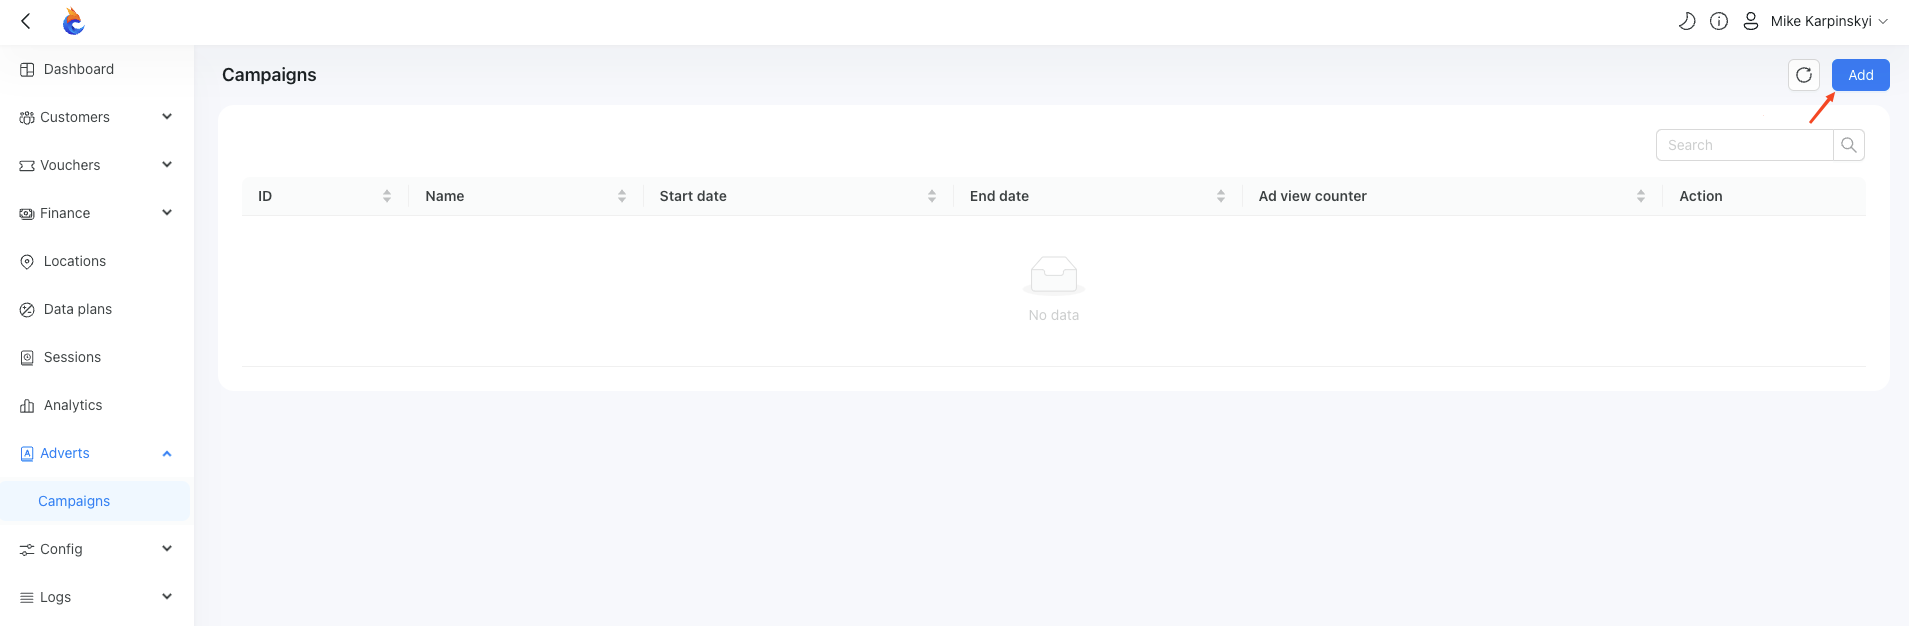 Mike Karpinskyi
Dashboard
Customers
Vouchers
Finance
Locations
Data plans
Sessions
Analytics
Adverts
Campaigns
Config
Logs
Campaigns
Add
Search
ID Name Start date End date Ad view counter Action
No data